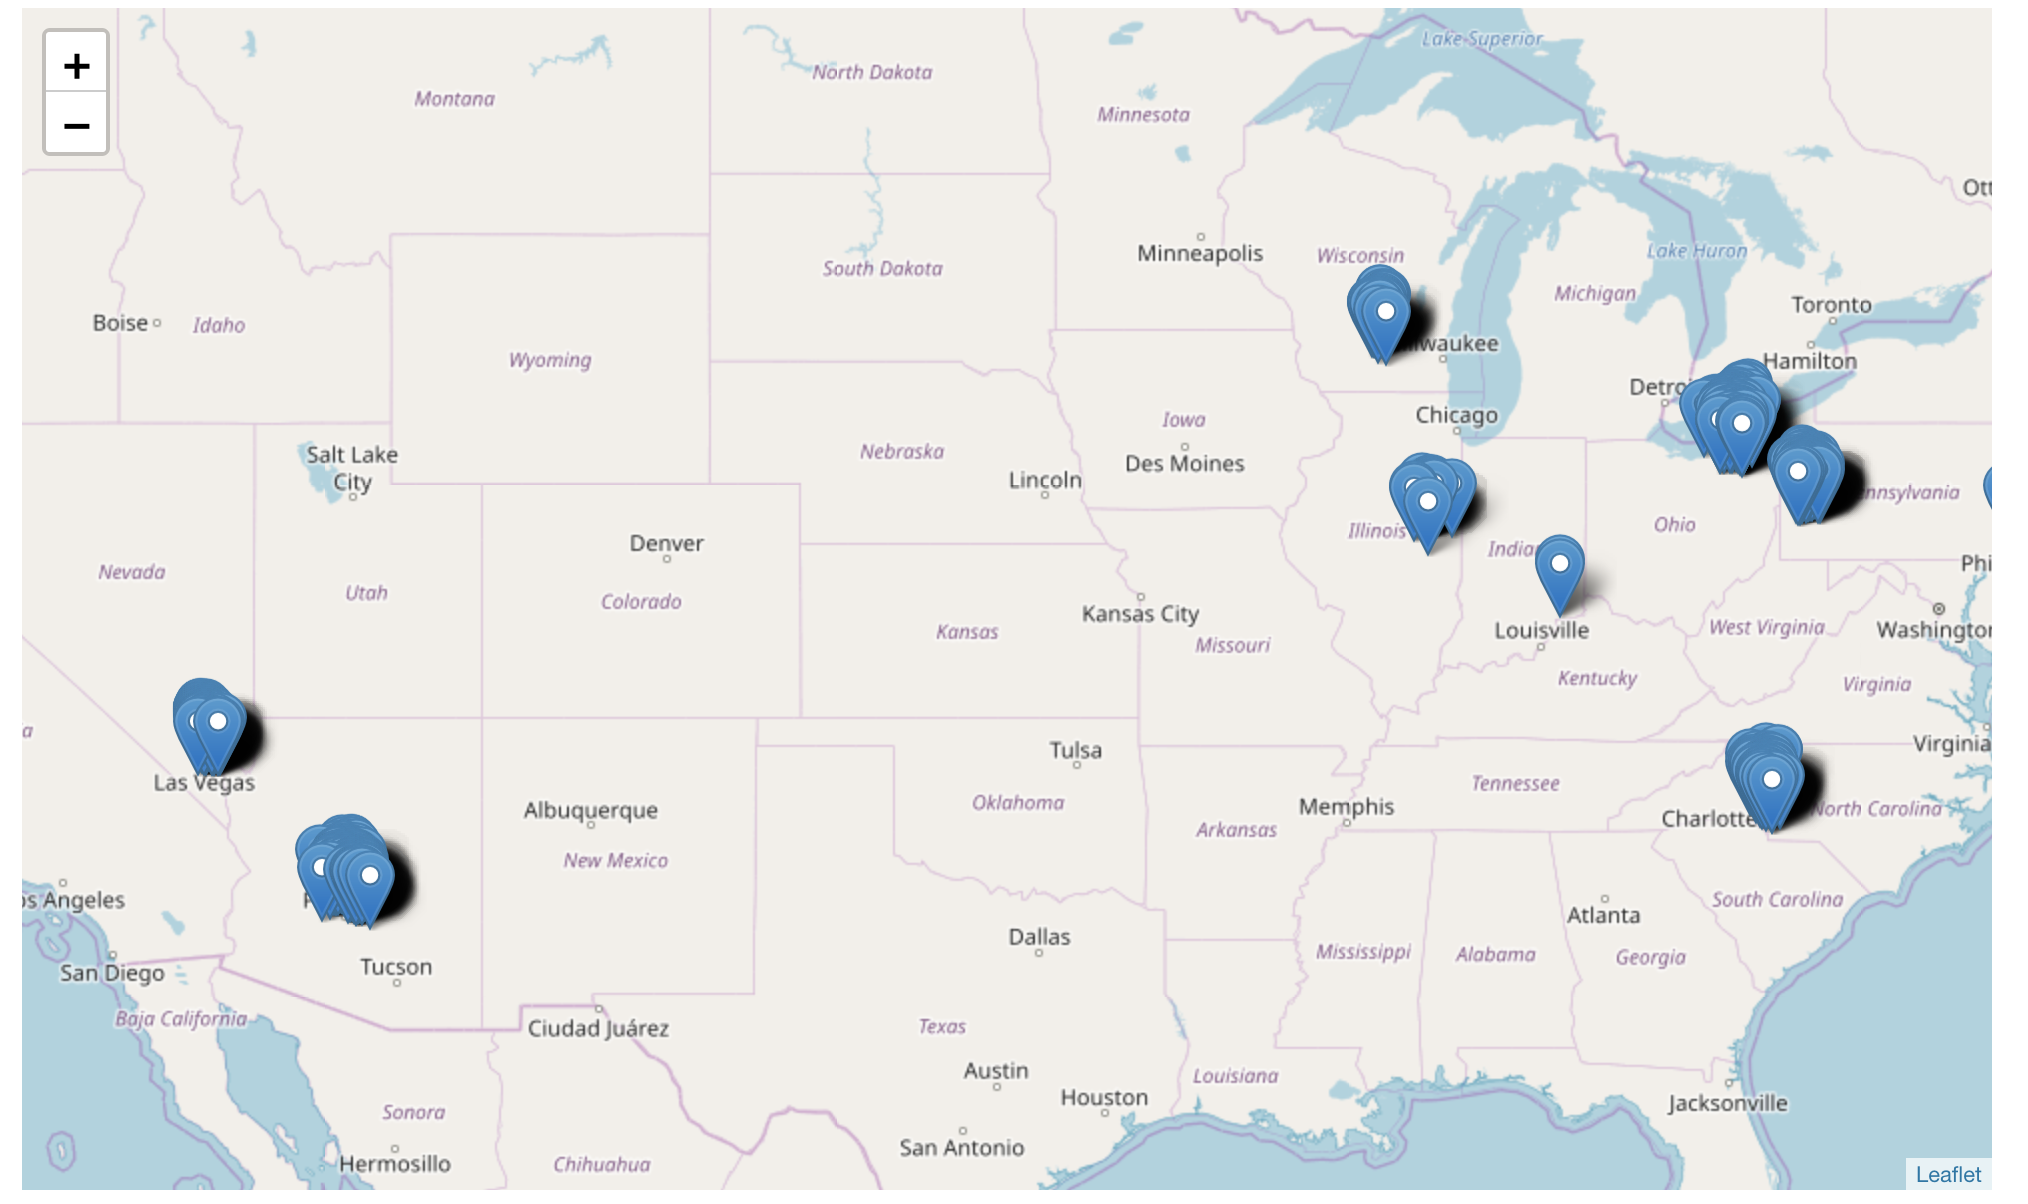 +
−
Lake Superior
North Dakota
Montana
Minnesota
Ott
Minneapolis
Wisconsin
Lake Huron
South Dakota
Michigan
Toronto
Boise
Idaho
waukee
Wyoming
Hamilton
Detro
Chicago
Iowa
Nebraska
Salt Lake
City
Des Moines
Lincoln
nnsylvania
Ohio
Illinois
Denver
India
Phi
Nevada
Utah
Colorado
Kansas City
Kansas
Louisville
West Virginia
Washingto
Missouri
Kentucky
Virginia
a
Virginia
Tulsa
Las Vegas
Tennessee
Oklahoma
Memphis
Albuquerque
North Carolina
Charlotte
Arkansas
New Mexico
os Angeles
South Carolina
Atlanta
Dallas
Mississippi
Alabama
Georgia
Tucson
San Diego
Baja California
Ciudad Juárez
Texas
Austin
Louisiana
Houston
Jacksonville
Sonora
San Antonio
Hermosillo
Chihuahua
Leaflet